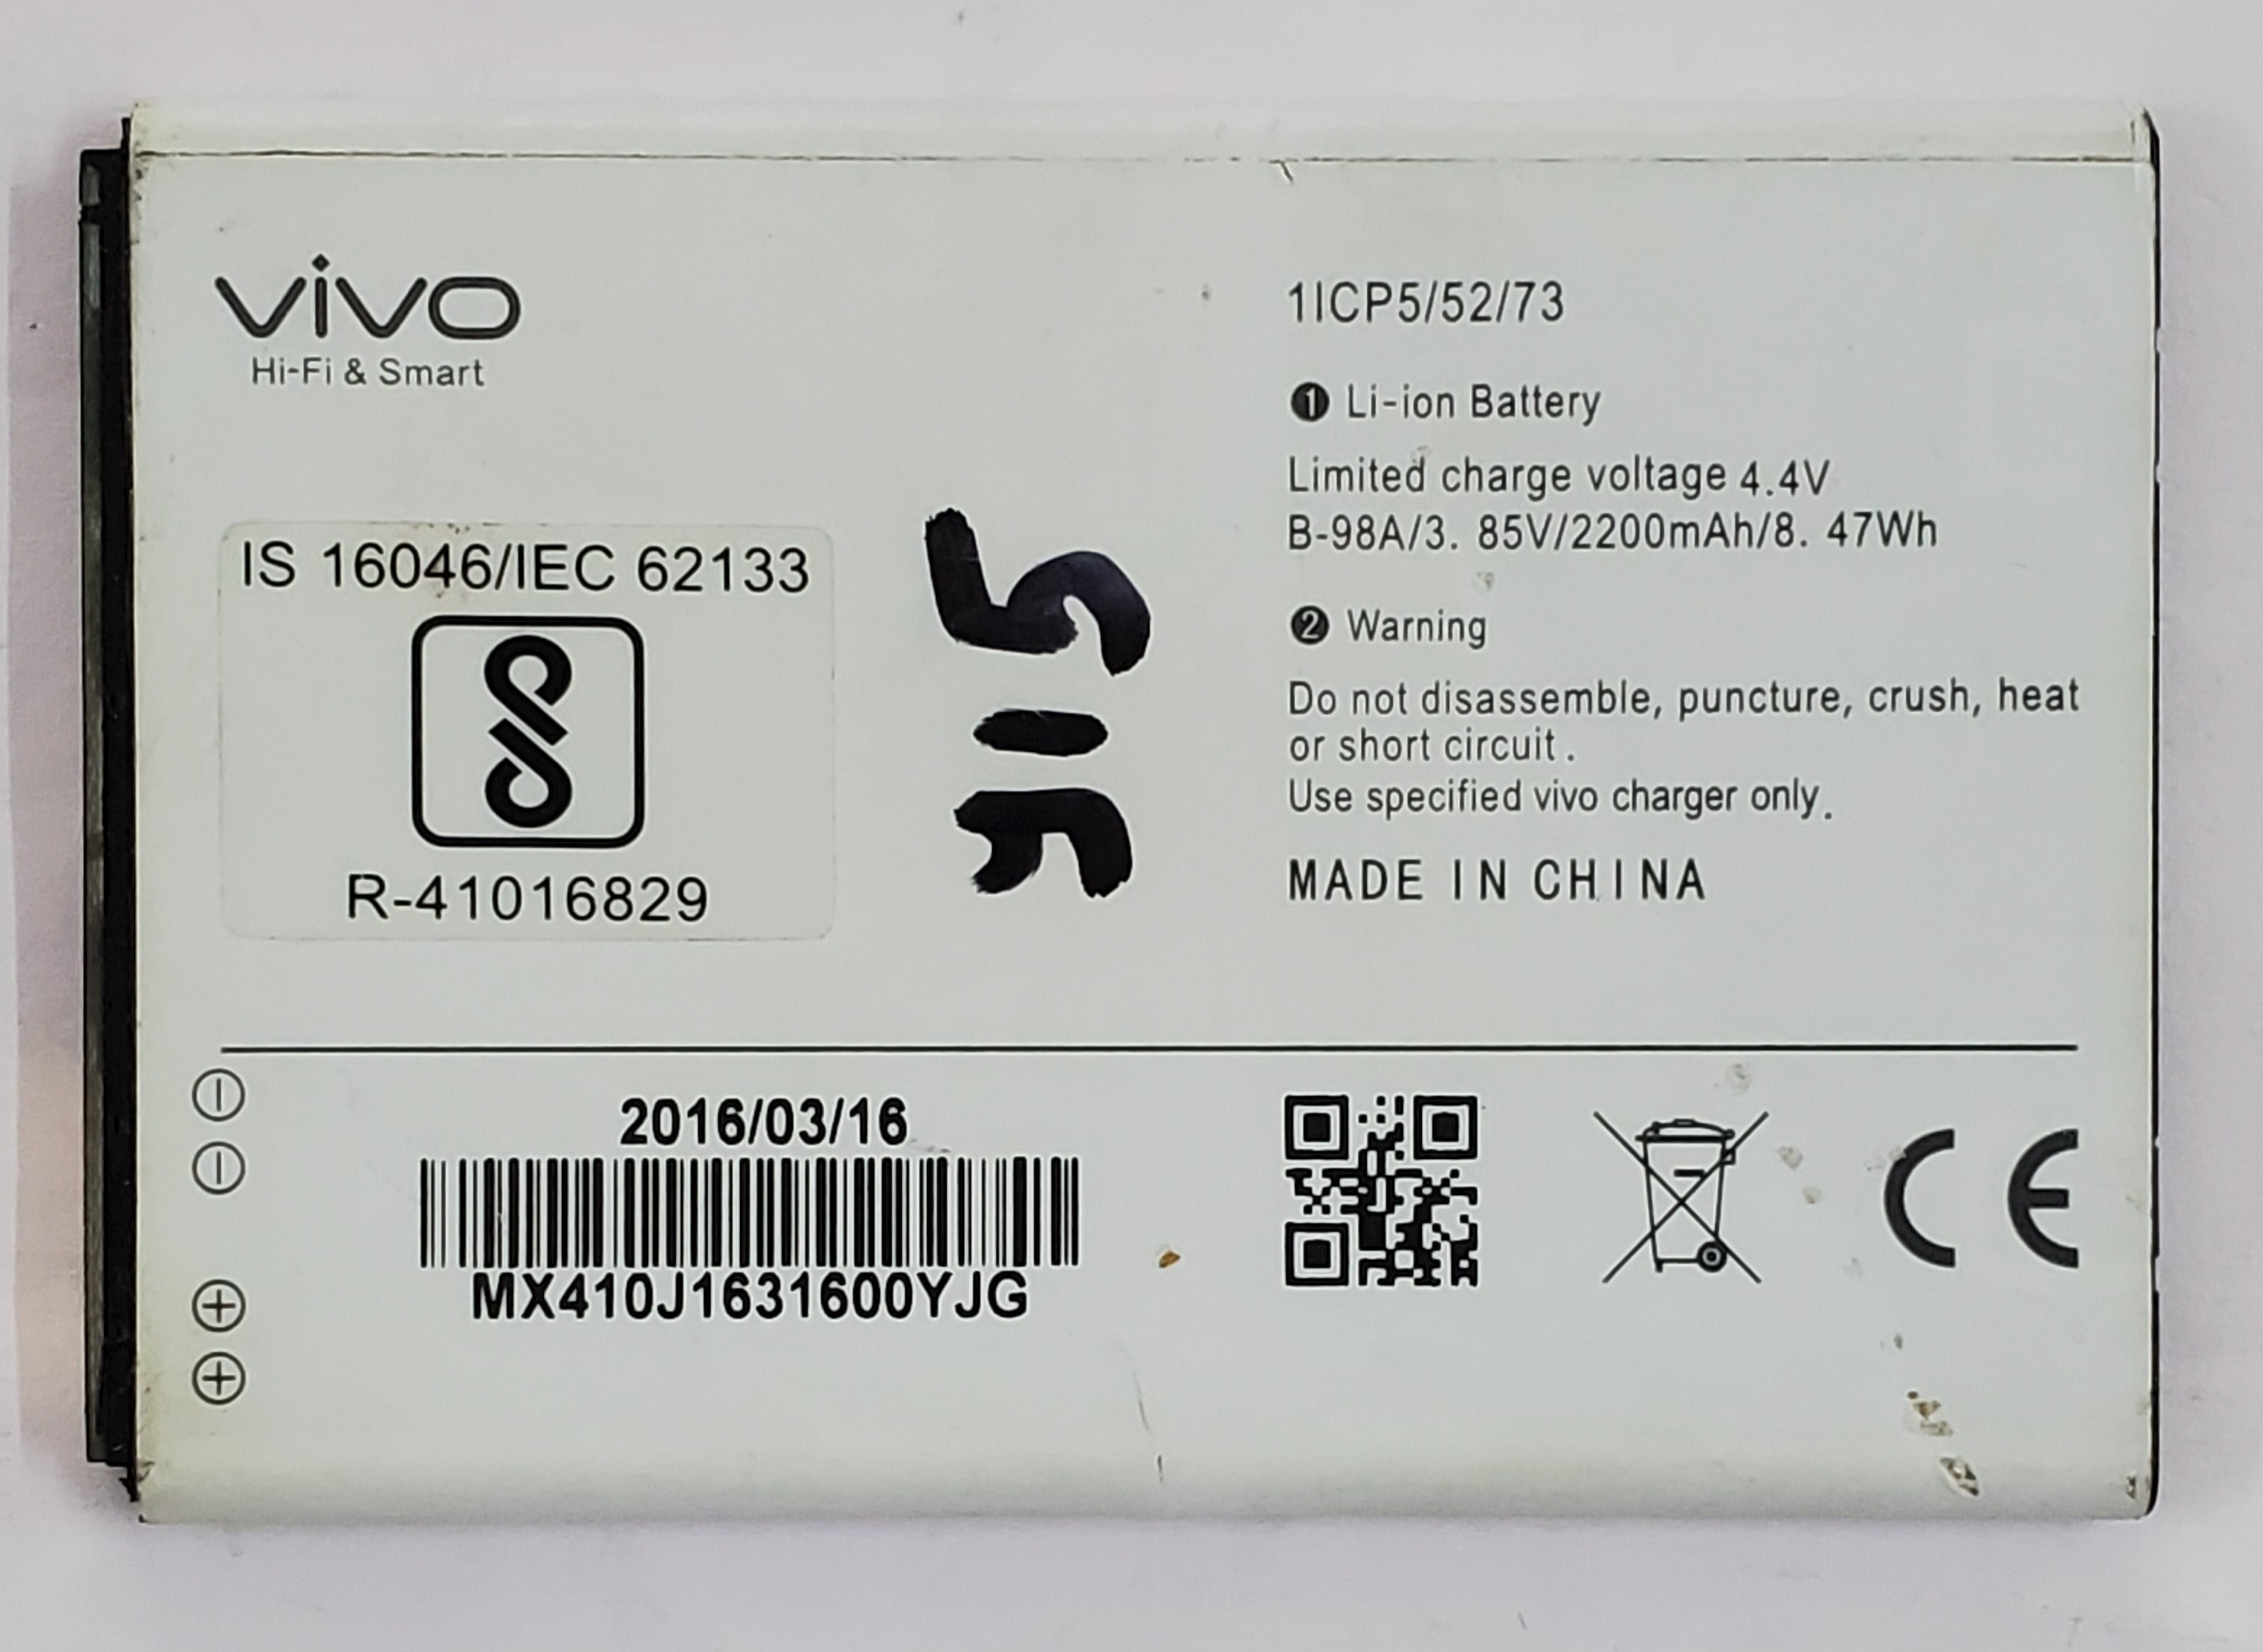 vivo
Hi-Fi & Smart
IS 16046/IEC 62133
R-41016829
1ICP5/52/73
❶ Li-ion Battery
Limited charge voltage 4.4V
B-98A/3. 85V/2200mAh/8. 47Wh
❷ Warning
Do not disassemble, puncture, crush, heat
or short circuit.
Use specified vivo charger only.
MADE IN CHINA
2016/03/16
MX410J1631600YJG
CE